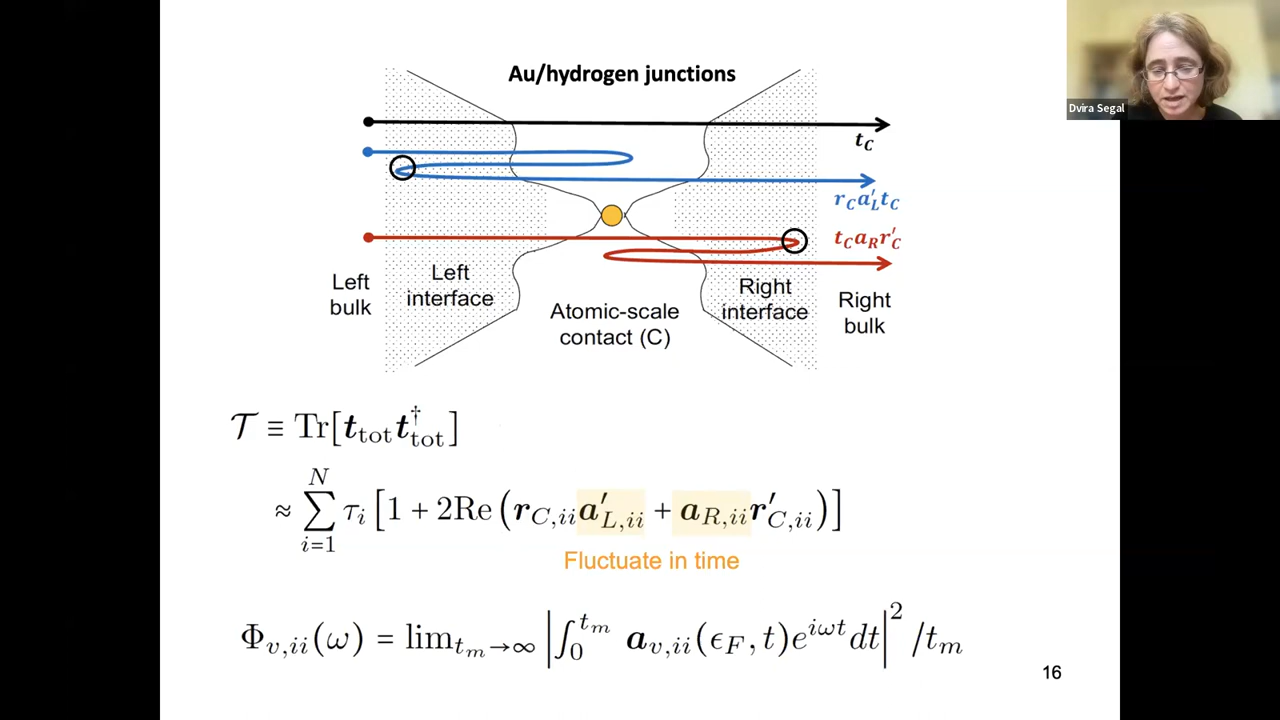 Au/hydrogen junctions
Dvira Segal
t_C
r_C a′_L t_C
t_C a_R r′_C
Left bulk
Left interface
Atomic-scale contact (C)
Right interface
Right bulk
𝒯 ≡ Tr[t_tot t†_tot]
≈ ∑_{i=1}^{N} τ_i [1 + 2Re (r_{C,ii} a′_{L,ii} + a_{R,ii} r′_{C,ii})]
Fluctuate in time
Φ_{v,ii}(ω) = lim_{t_m→∞} |∫_0^{t_m} a_{v,ii}(ϵ_F, t)e^{iωt}dt|^2 /t_m
16